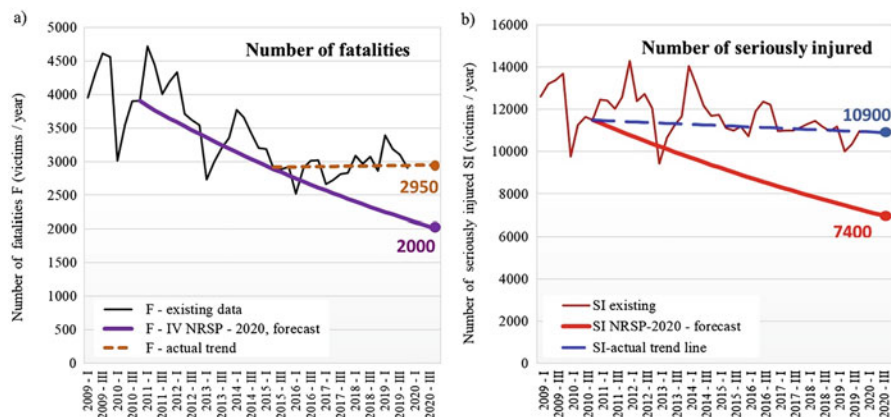 a)
Number of fatalities
Number of fatalities F (victims / year)
5000
4500
4000
3500
3000
2500
2000
1500
1000
500
0
2950
2000
F - existing data
F - IV NRSP - 2020, forecast
F - actual trend
2009 - I
2009 - III
2010 - I
2010 - III
2011 - I
2011 - III
2012 - I
2012 - III
2013 - I
2013 - III
2014 - I
2014 - III
2015 - I
2015 - III
2016 - I
2016 - III
2017 - I
2017 - III
2018 - I
2018 - III
2019 - I
2019 - III
2020 - I
2020 - III
b)
Number of seriously injured
Number of seriously injured SI (victims / year)
16000
14000
12000
10000
8000
6000
4000
2000
0
10900
7400
SI existing
SI NRSP-2020 - forecast
SI-actual trend line
2009 - I
2009 - III
2010 - I
2010 - III
2011 - I
2011 - III
2012 - I
2012 - III
2013 - I
2013 - III
2014 - I
2014 - III
2015 - I
2015 - III
2016 - I
2016 - III
2017 - I
2017 - III
2018 - I
2018 - III
2019 - I
2019 - III
2020 - I
2020 - III